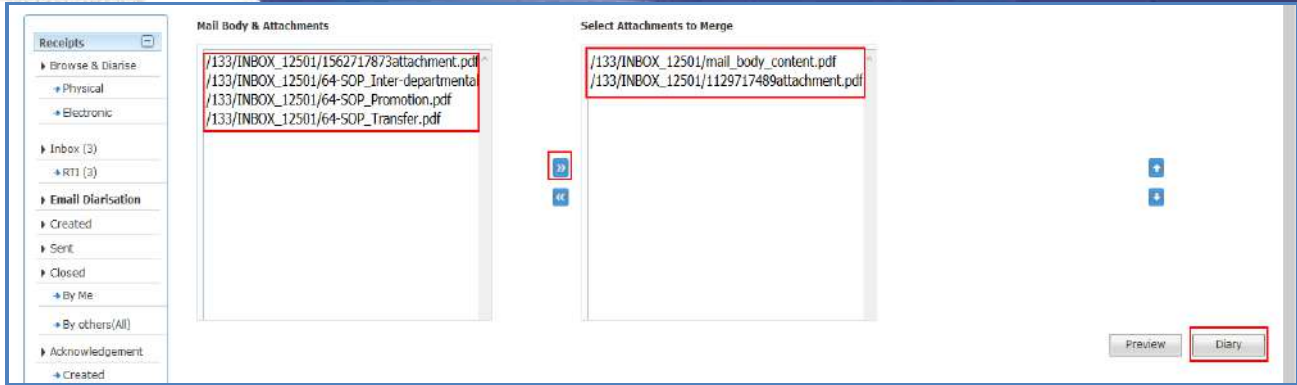 Receipts
Browse & Diarise
Physical
Electronic
Inbox (3)
RTI (3)
Email Diarisation
Created
Sent
Closed
By Me
By others(All)
Acknowledgement
Created
Mail Body & Attachments
/133/INBOX_12501/1562717873attachment.pdf
/133/INBOX_12501/64-SOP_Inter-departmental
/133/INBOX_12501/64-SOP_Promotion.pdf
/133/INBOX_12501/64-SOP_Transfer.pdf
Select Attachments to Merge
/133/INBOX_12501/mail_body_content.pdf
/133/INBOX_12501/1129717489attachment.pdf
Preview Diary